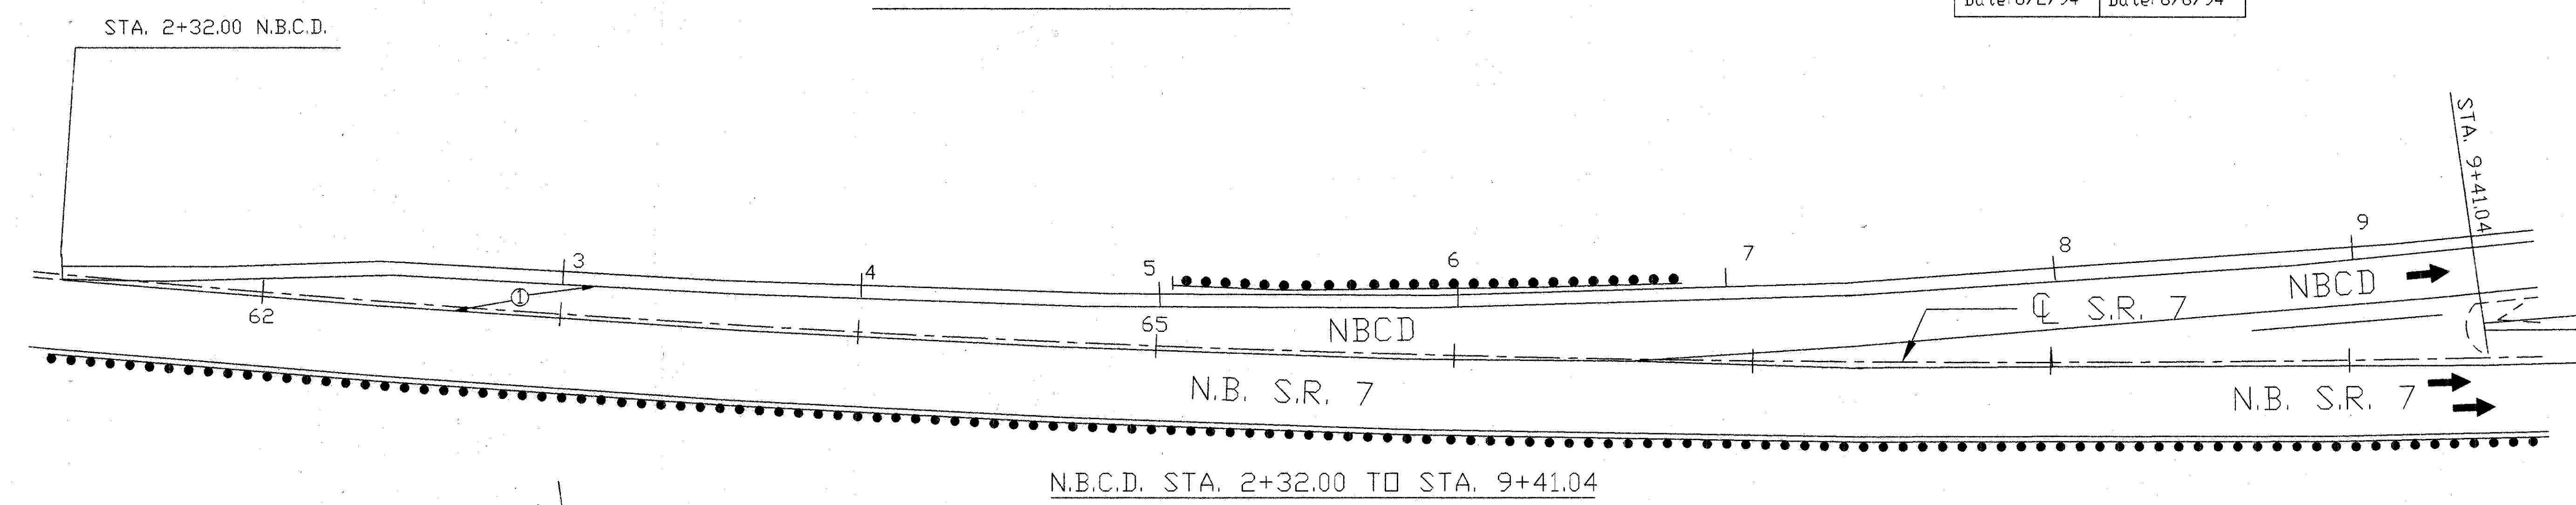 STA. 2+32.00 N.B.C.D.
STA. 9+41.04
3
4
5
6
7
8
9
①
62
65
NBCD
℄ S.R. 7
NBCD
N.B. S.R. 7
N.B. S.R. 7
N.B.C.D. STA. 2+32.00 TO STA. 9+41.04